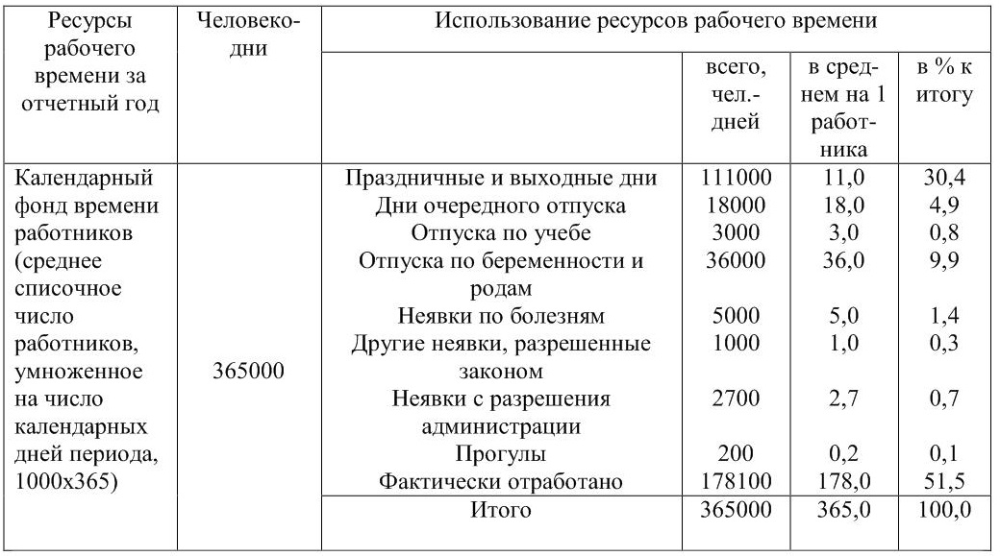 Ресурсы
рабочего
времени за
отчетный год
Человеко-
дни
Использование ресурсов рабочего времени
всего,
чел.-
дней
в сред-
нем на 1
работ-
ника
в % к
итогу
Календарный
фонд времени
работников
(среднее
списочное
число
работников,
умноженное
на число
календарных
дней периода,
1000х365)
365000
Праздничные и выходные дни 111000 11,0 30,4
Дни очередного отпуска 18000 18,0 4,9
Отпуска по учебе 3000 3,0 0,8
Отпуска по беременности и 36000 36,0 9,9
родам
Неявки по болезням 5000 5,0 1,4
Другие неявки, разрешенные 1000 1,0 0,3
законом
Неявки с разрешения 2700 2,7 0,7
администрации
Прогулы 200 0,2 0,1
Фактически отработано 178100 178,0 51,5
Итого 365000 365,0 100,0